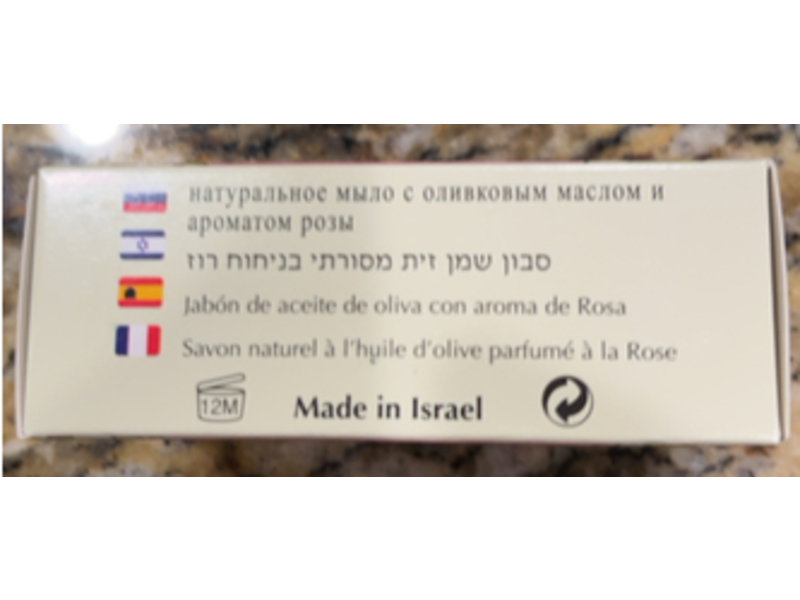 натуральное мыло с оливковым маслом и
ароматом розы
סבון שמן זית מסורתי בניחוח רוז
Jabón de aceite de oliva con aroma de Rosa
Savon naturel à l'huile d'olive parfumé à la Rose
12M Made in Israel